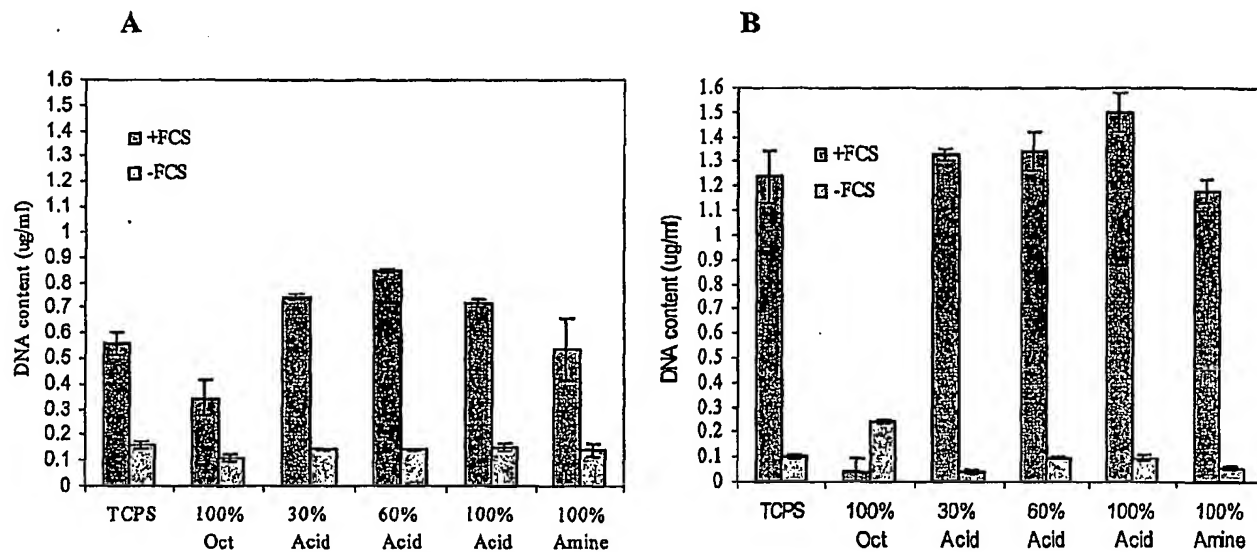 A
B
1.6
1.5
1.4
1.3
1.2
1.1
1
0.9
0.8
0.7
0.6
0.5
0.4
0.3
0.2
0.1
0
DNA content (ug/ml)
+FCS
-FCS
TCPS
100%
Oct
30%
Acid
60%
Acid
100%
Acid
100%
Amine
1.6
1.5
1.4
1.3
1.2
1.1
1
0.9
0.8
0.7
0.6
0.5
0.4
0.3
0.2
0.1
0
DNA content (ug/ml)
+FCS
-FCS
TCPS
100%
Oct
30%
Acid
60%
Acid
100%
Acid
100%
Amine